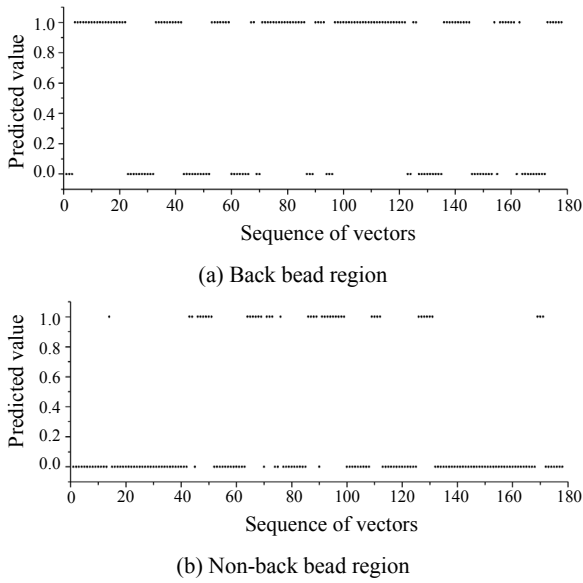 1.0
0.8
0.6
0.4
0.2
0.0
Predicted value
0 20 40 60 80 100 120 140 160 180
Sequence of vectors
(a) Back bead region
1.0
0.8
0.6
0.4
0.2
0.0
Predicted value
0 20 40 60 80 100 120 140 160 180
Sequence of vectors
(b) Non-back bead region